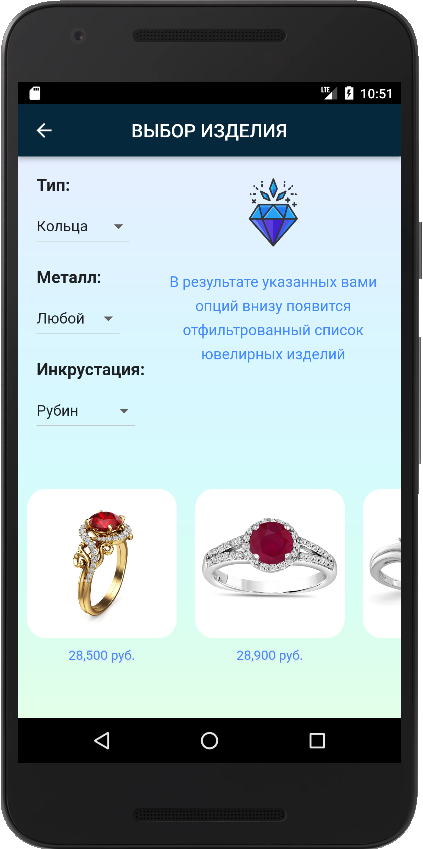 LTE 10:51
ВЫБОР ИЗДЕЛИЯ
Тип:
Кольца
Металл:
Любой
Инкрустация:
Рубин
В результате указанных вами
опций внизу появится
отфильтрованный список
ювелирных изделий
28,500 руб.
28,900 руб.